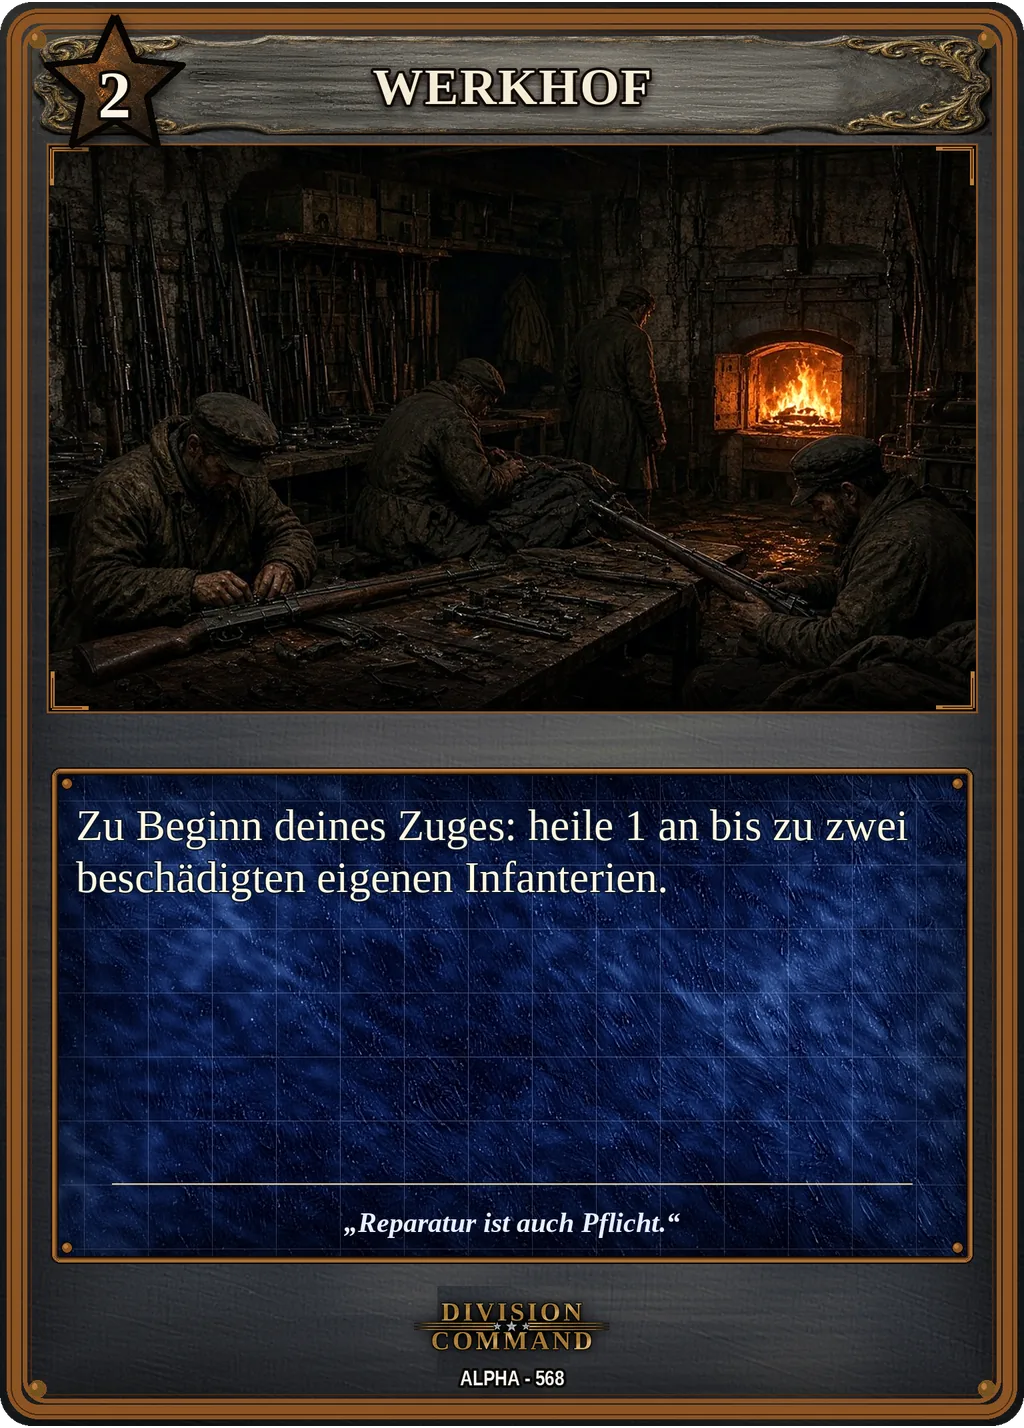 2
WERKHOF
Zu Beginn deines Zuges: heile 1 an bis zu zwei
beschädigten eigenen Infanterien.
„Reparatur ist auch Pflicht.“
DIVISION
COMMAND
ALPHA - 568